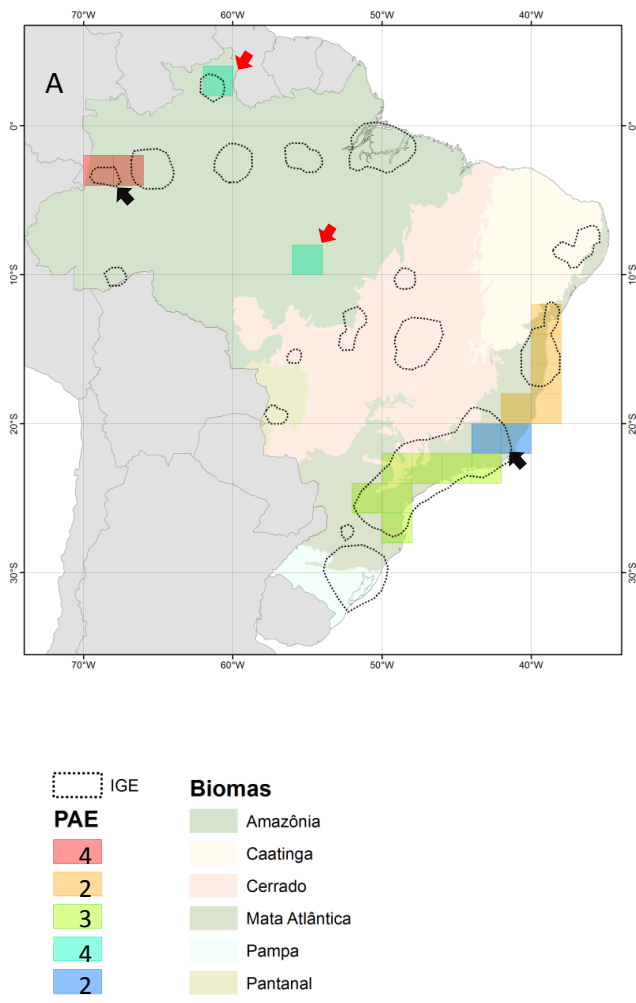 A
0°
0°
10°S
10°S
20°S
20°S
30°S
30°S
70°W
60°W
50°W
40°W
70°W
60°W
50°W
40°W
IGE
PAE
4
2
3
4
2
Biomas
Amazônia
Caatinga
Cerrado
Mata Atlântica
Pampa
Pantanal